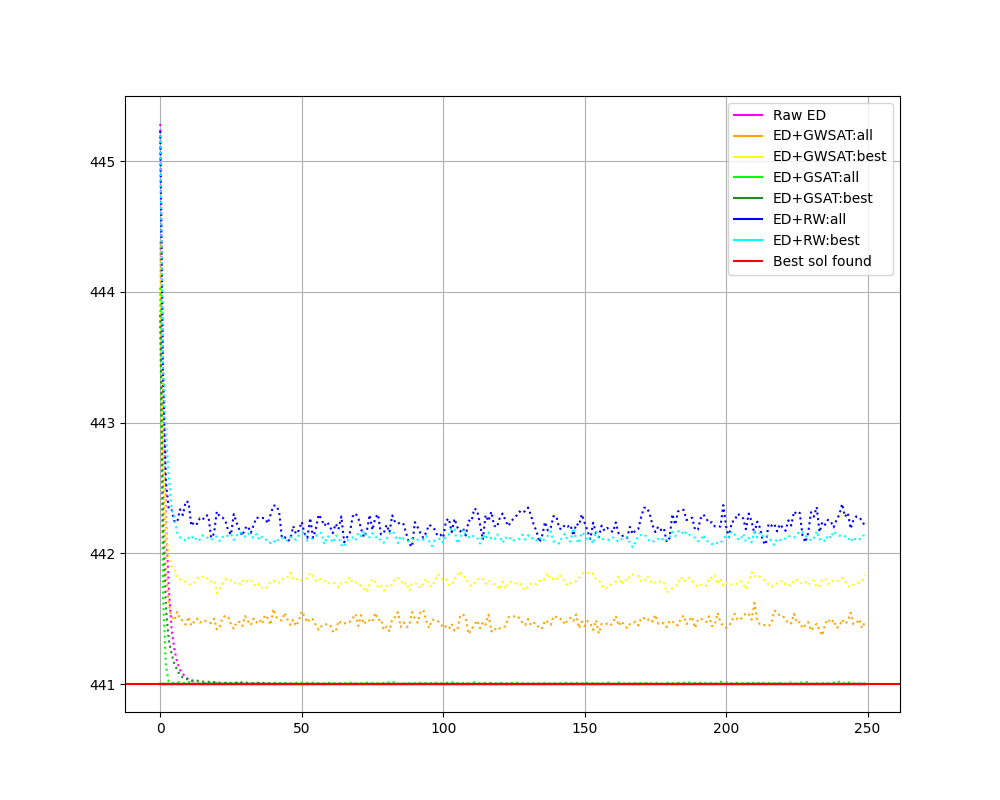 Raw ED
ED+GWSAT:all
ED+GWSAT:best
ED+GSAT:all
ED+GSAT:best
ED+RW:all
ED+RW:best
Best sol found
445
444
443
442
441
0 50 100 150 200 250